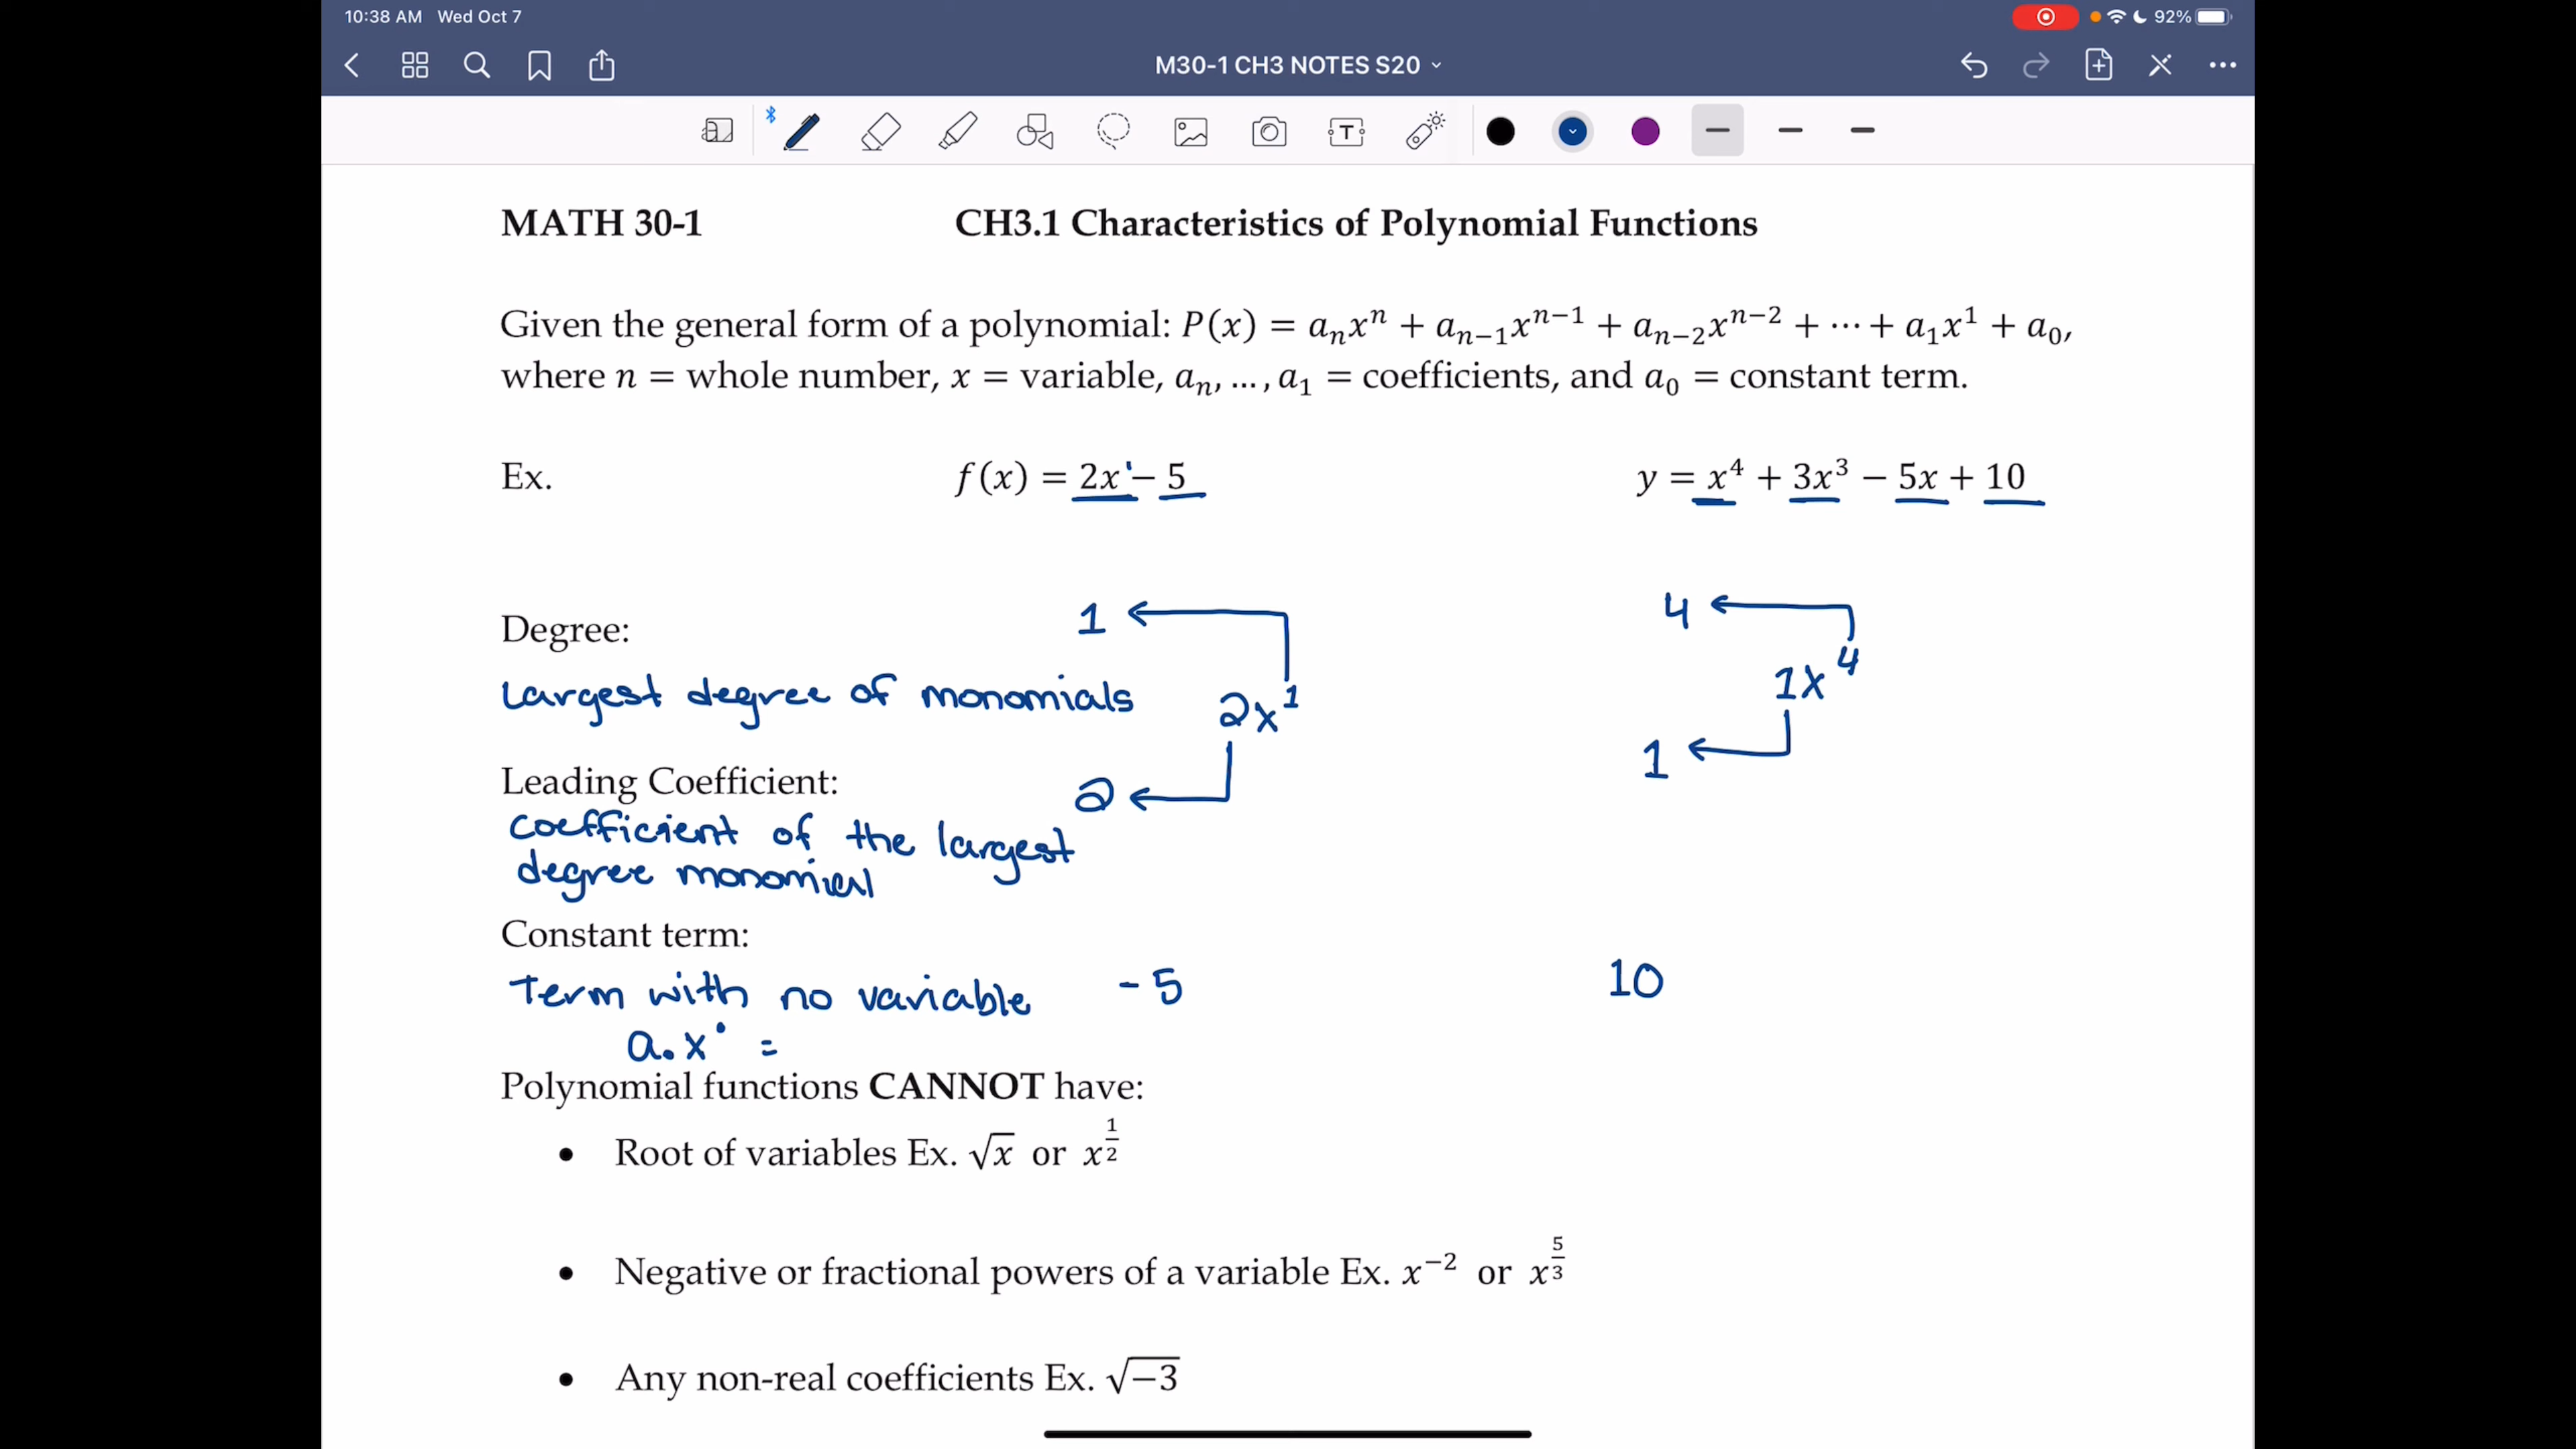 10:38 AM Wed Oct 7 92%
M30-1 CH3 NOTES S20
T
MATH 30-1 CH3.1 Characteristics of Polynomial Functions
Given the general form of a polynomial: P(x) = aₙxⁿ + aₙ₋₁xⁿ⁻¹ + aₙ₋₂xⁿ⁻² + ⋯ + a₁x¹ + a₀,
where n = whole number, x = variable, aₙ, … , a₁ = coefficients, and a₀ = constant term.
Ex. f(x) = 2x¹ − 5 y = x⁴ + 3x³ − 5x + 10
1 ← 4 ←
Degree:
Largest degree of monomials 2x¹ 1x⁴
1 ←
Leading Coefficient: 2 ←
coefficient of the largest
degree monomial
Constant term:
Term with no variable -5 10
a₀x⁰ =
Polynomial functions CANNOT have:
• Root of variables Ex. √x or x^(1/2)
• Negative or fractional powers of a variable Ex. x⁻² or x^(5/3)
• Any non-real coefficients Ex. √−3